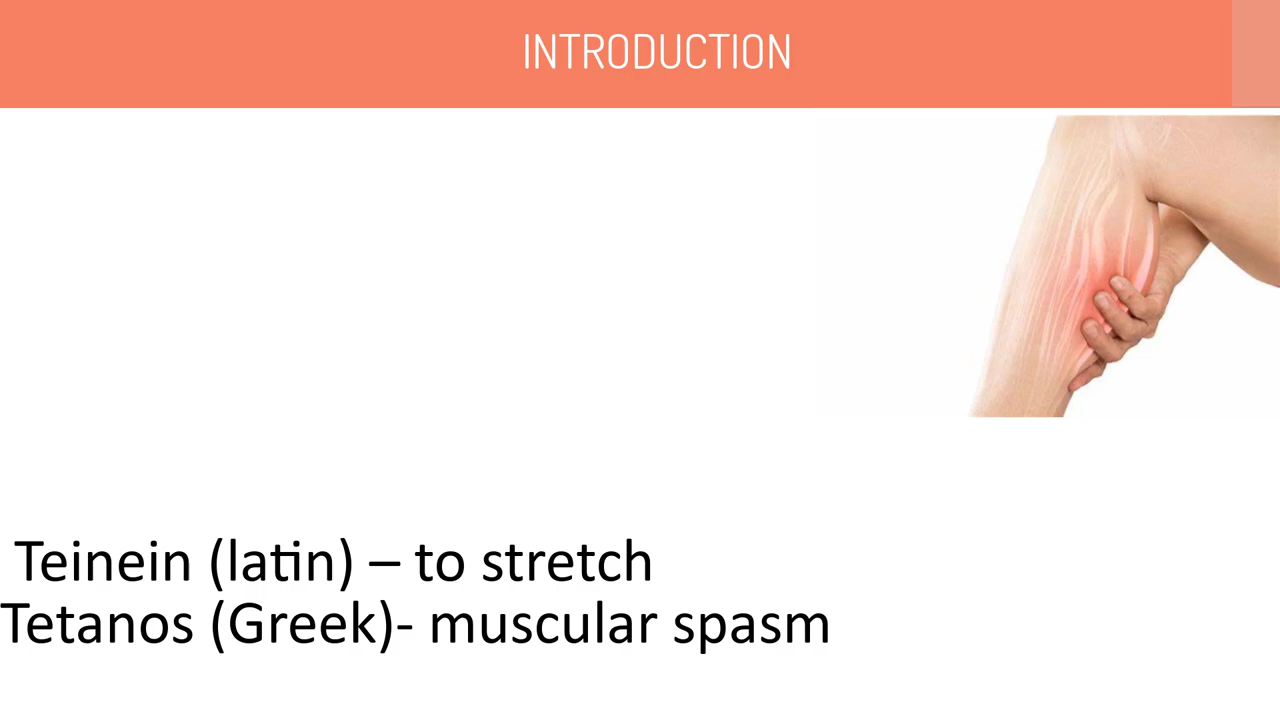 INTRODUCTION
Teinein (latin) – to stretch
Tetanos (Greek)- muscular spasm